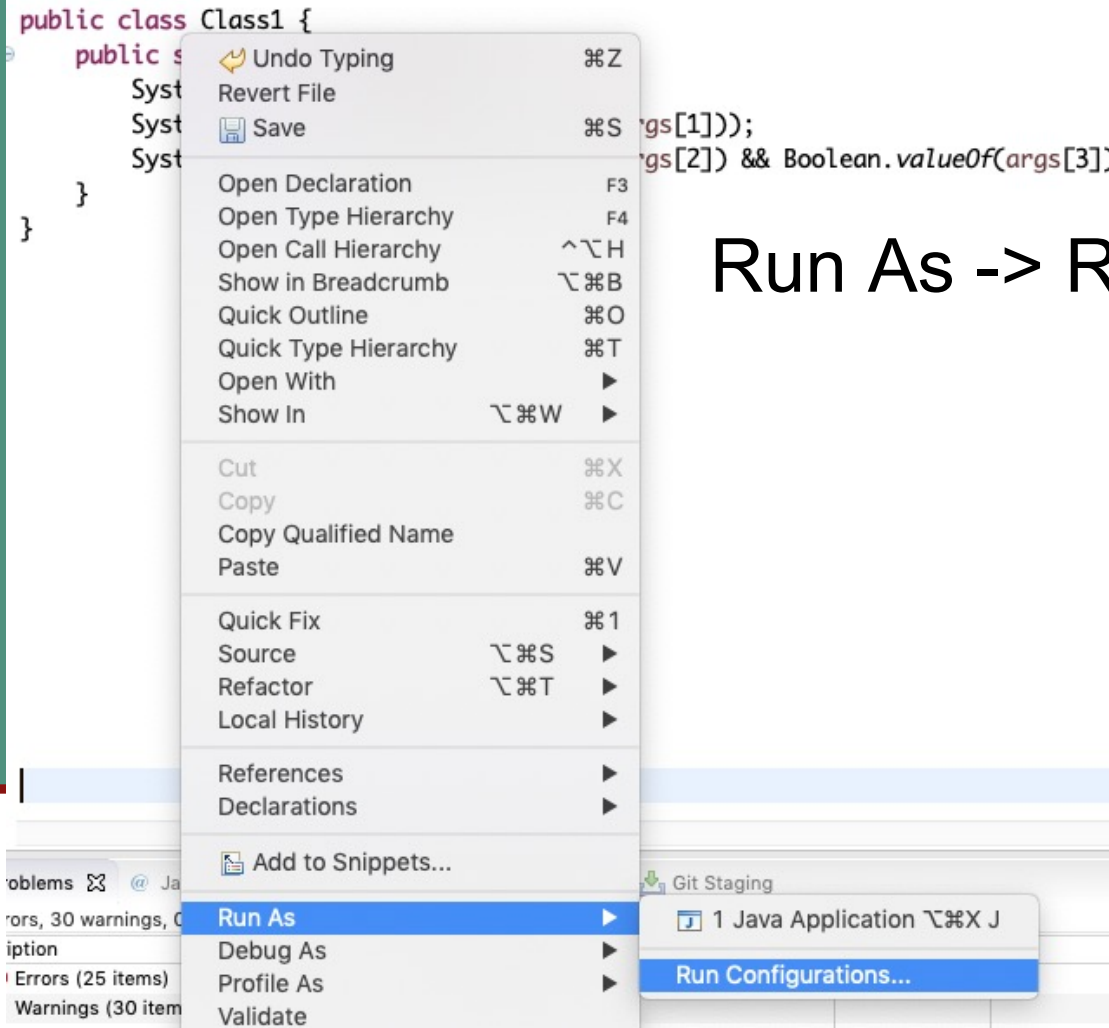 public class Class1 {
public s
Syst
Syst gs[1]));
Syst gs[2]) && Boolean.valueOf(args[3])
}
}
Run As -> R
Undo Typing ⌘Z
Revert File
Save ⌘S
Open Declaration F3
Open Type Hierarchy F4
Open Call Hierarchy ^⌥H
Show in Breadcrumb ⌥⌘B
Quick Outline ⌘O
Quick Type Hierarchy ⌘T
Open With ▶
Show In ⌥⌘W ▶
Cut ⌘X
Copy ⌘C
Copy Qualified Name
Paste ⌘V
Quick Fix ⌘1
Source ⌥⌘S ▶
Refactor ⌥⌘T ▶
Local History ▶
References ▶
Declarations ▶
Add to Snippets...
Run As ▶
Debug As ▶
Profile As ▶
Validate
1 Java Application ⌥⌘X J
Run Configurations...
roblems @ Ja Git Staging
rors, 30 warnings, 0
iption
Errors (25 items)
Warnings (30 item